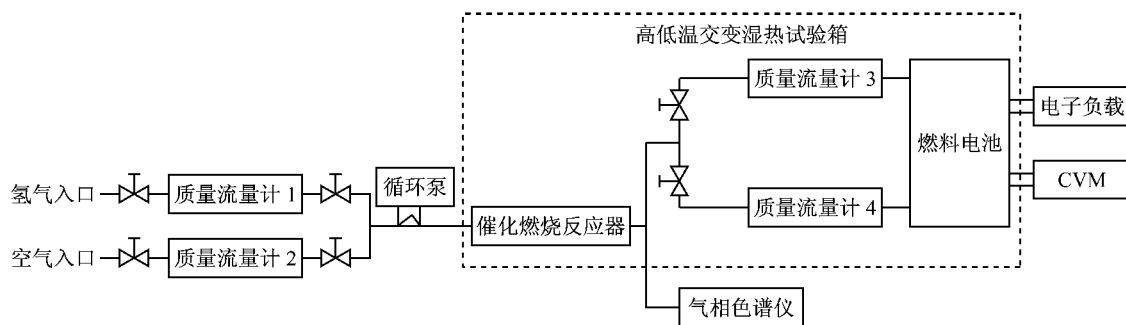 高低温交变湿热试验箱
质量流量计 3
电子负载
燃料电池
循环泵
氢气入口
质量流量计 1
CVM
催化燃烧反应器
质量流量计 4
空气入口
质量流量计 2
气相色谱仪